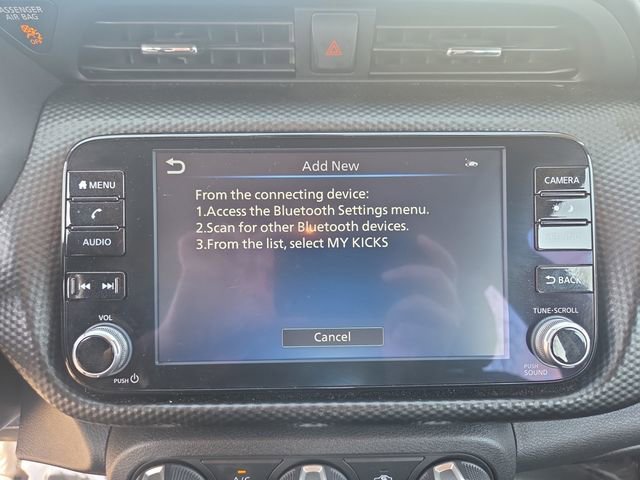 PASSENGER
AIR BAG
OFF
Add New
From the connecting device:
1.Access the Bluetooth Settings menu.
2.Scan for other Bluetooth devices.
3.From the list, select MY KICKS
Cancel
MENU
AUDIO
VOL
PUSH
CAMERA
BACK
TUNE·SCROLL
PUSH
SOUND
A/C